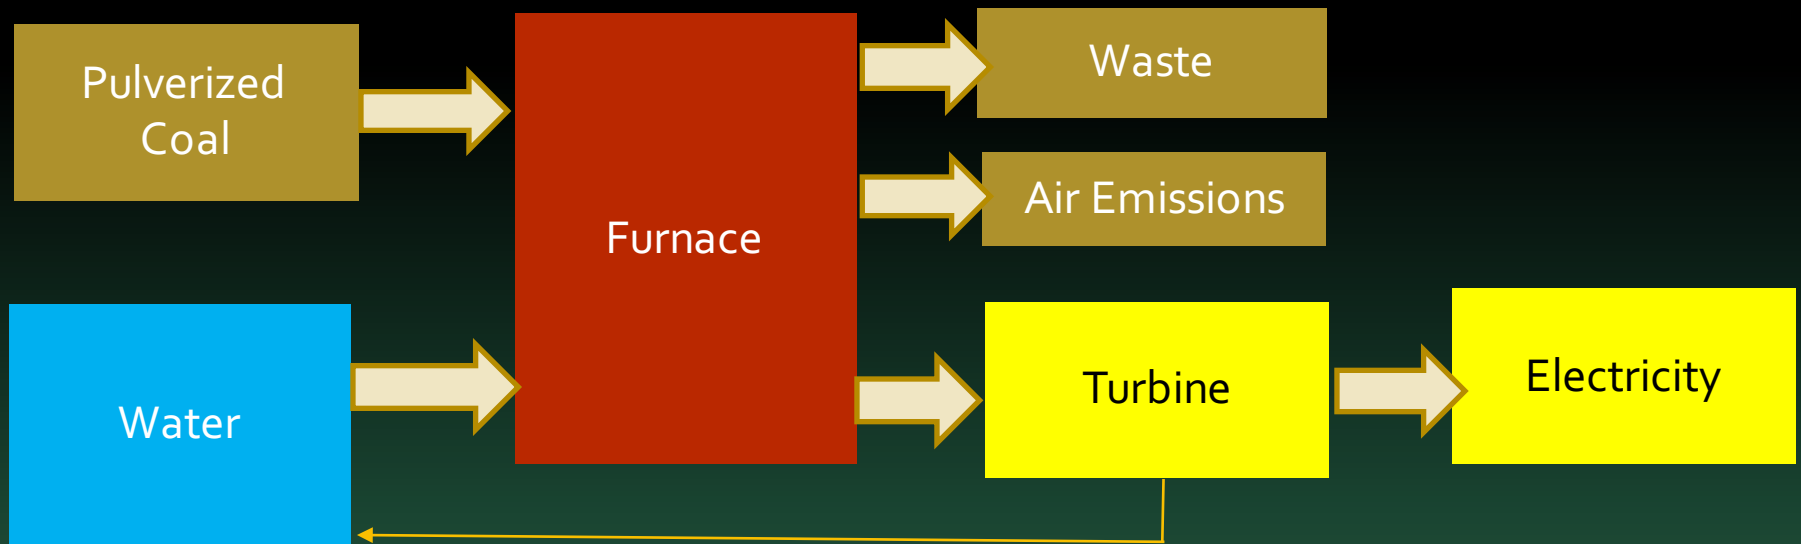 Pulverized
Coal
Furnace
Waste
Air Emissions
Water
Turbine
Electricity